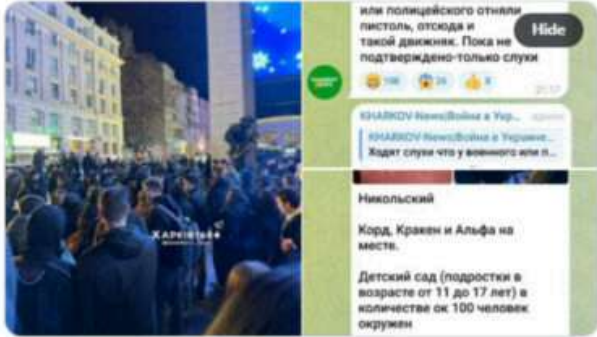 ХАРКІВ
или полицейского отняли
пистоль, отсюда и
такой движняк. Пока не
подтверждено-только слухи
Hide
KHARKOV-News|Война в Укр...
KHARKOV-News|Война в Украине...
Ходят слухи что у военного или п...
Никольский
Корд, Кракен и Альфа на
месте.
Детский сад (подростки в
возрасте от 11 до 17 лет) в
количестве ок 100 человек
окружен